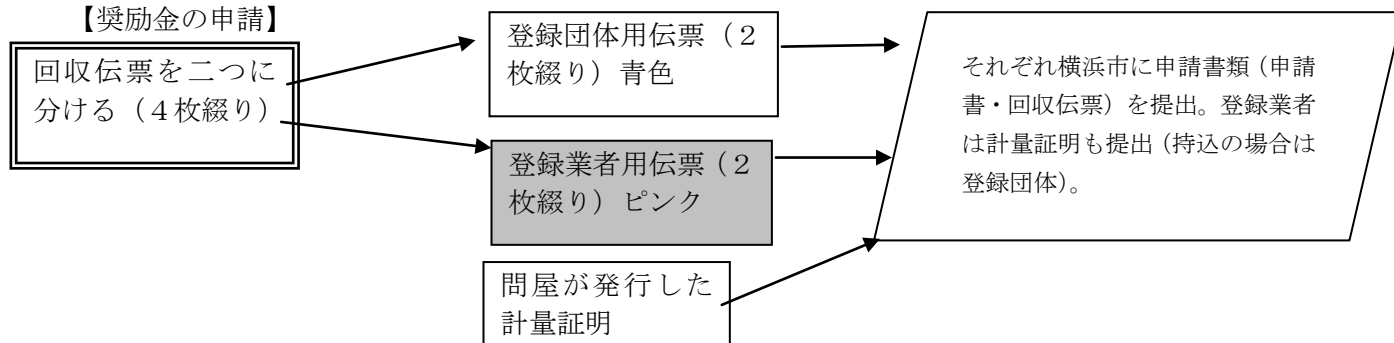 【奨励金の申請】
回収伝票を二つに
分ける（４枚綴り）
登録団体用伝票（２
枚綴り）青色
登録業者用伝票（２
枚綴り）ピンク
問屋が発行した
計量証明
それぞれ横浜市に申請書類（申請
書・回収伝票）を提出。登録業者
は計量証明も提出（持込の場合は
登録団体）。